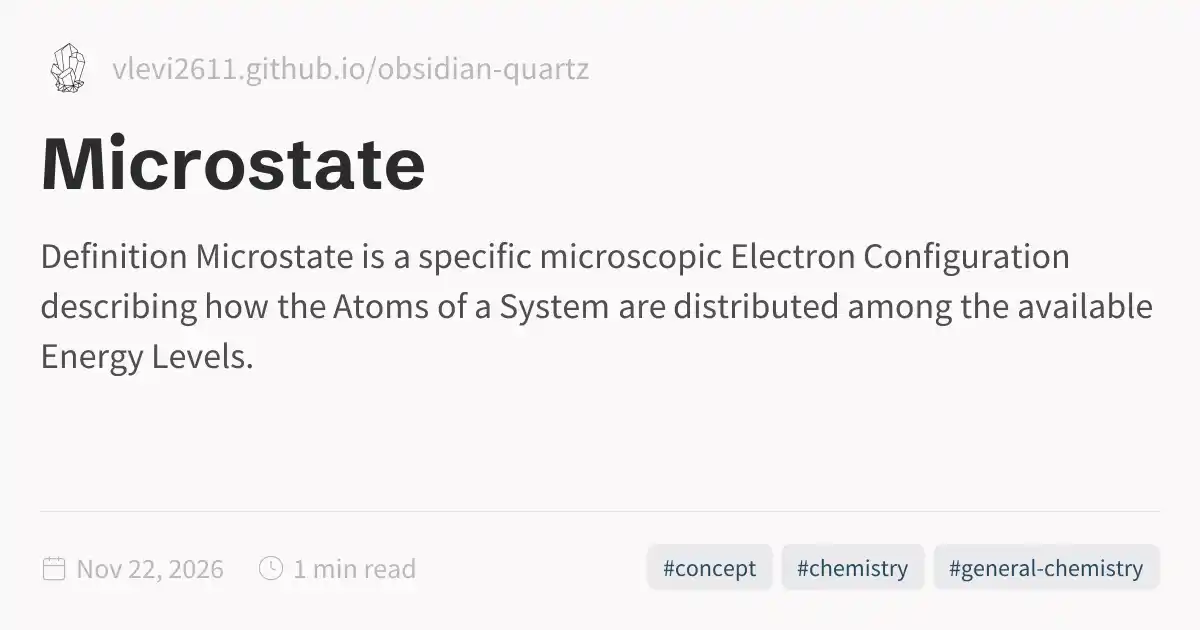 vlevi2611.github.io/obsidian-quartz
Microstate
Definition Microstate is a specific microscopic Electron Configuration
describing how the Atoms of a System are distributed among the available
Energy Levels.
Nov 22, 2026 1 min read #concept #chemistry #general-chemistry